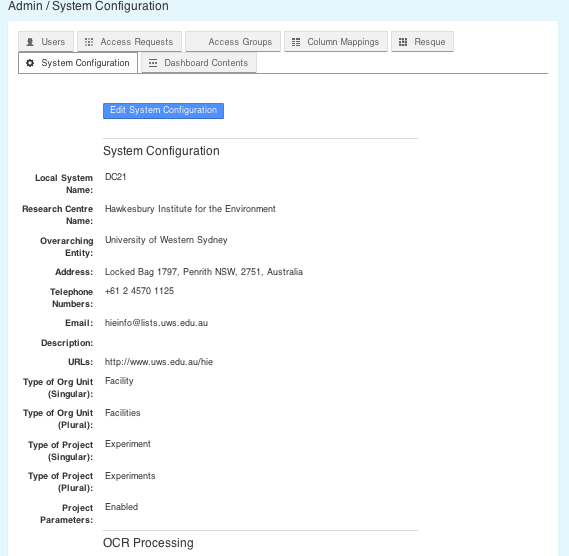 Admin / System Configuration
Users Access Requests Access Groups Column Mappings Resque
System Configuration Dashboard Contents
Edit System Configuration
System Configuration
Local System Name: DC21
Research Centre Name: Hawkesbury Institute for the Environment
Overarching Entity: University of Western Sydney
Address: Locked Bag 1797, Penrith NSW, 2751, Australia
Telephone Numbers: +61 2 4570 1125
Email: hieinfo@lists.uws.edu.au
Description:
URLs: http://www.uws.edu.au/hie
Type of Org Unit (Singular): Facility
Type of Org Unit (Plural): Facilities
Type of Project (Singular): Experiment
Type of Project (Plural): Experiments
Project Parameters: Enabled
OCR Processing